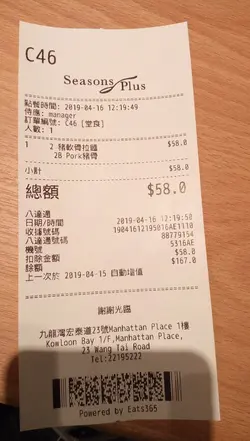 C46
Seasons Plus
點餐時間: 2019-04-16 12:19:49
侍應: manager
訂單編號: C46 [堂食]
人數: 1
1 2 豬軟骨拉麵 $58.0
2B Pork豬骨
小計 $58.0
總額 $58.0
八達通
日期/時間 2019-04-16 12:19:58
收據號碼 19041612195016AE1110
八達通號碼 88779154
機號 5316AE
扣除金額 $58.0
餘額 $167.0
上一次於 2019-04-15 自動增值
謝謝光臨
九龍灣宏泰道23號Manhattan Place 1樓
Kowloon Bay 1/F,Manhattan Place,
23 Wang Tai Road
Tel:22195222
Powered by Eats365